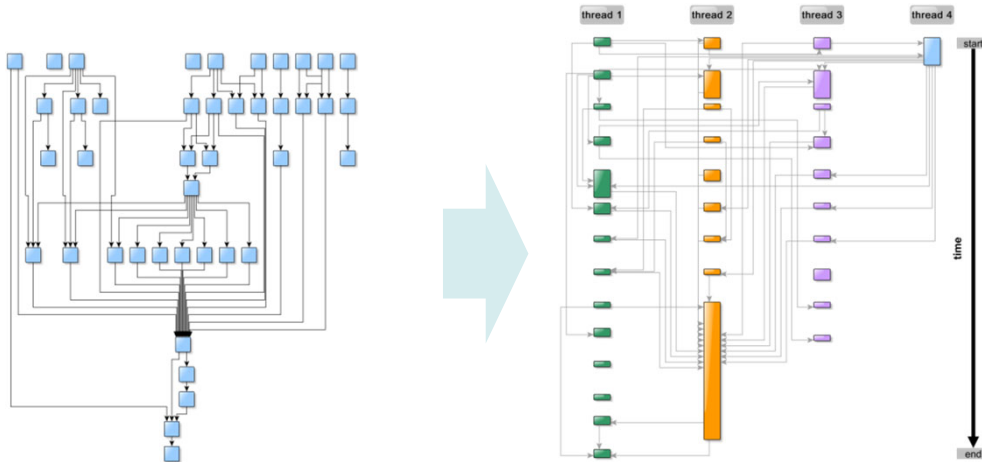 thread 1
thread 2
thread 3
thread 4
start
time
end